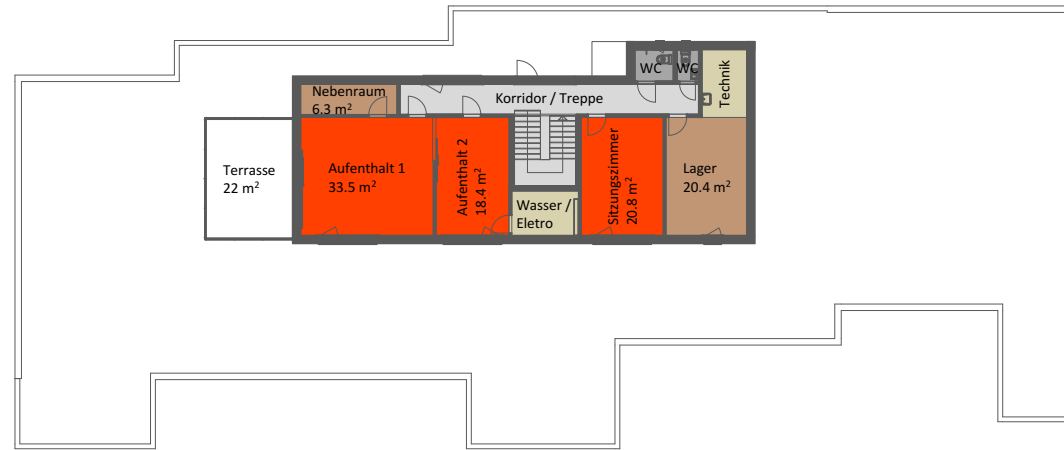 WC
WC
Technik
Nebenraum
6.3 m²
Korridor / Treppe
Terrasse
22 m²
Aufenthalt 1
33.5 m²
Aufenthalt 2
18.4 m²
Wasser /
Eletro
Sitzungszimmer
20.8 m²
Lager
20.4 m²